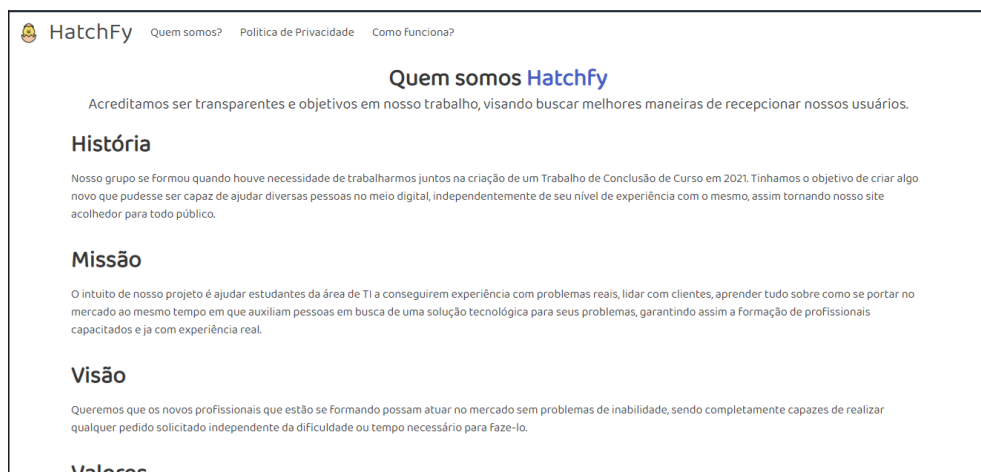 HatchFy Quem somos? Politica de Privacidade Como funciona?
Quem somos Hatchfy
Acreditamos ser transparentes e objetivos em nosso trabalho, visando buscar melhores maneiras de recepcionar nossos usuários.
História
Nosso grupo se formou quando houve necessidade de trabalharmos juntos na criação de um Trabalho de Conclusão de Curso em 2021. Tinhamos o objetivo de criar algo
novo que pudesse ser capaz de ajudar diversas pessoas no meio digital, independentemente de seu nível de experiência com o mesmo, assim tornando nosso site
acolhedor para todo público.
Missão
O intuito de nosso projeto é ajudar estudantes da área de TI a conseguirem experiência com problemas reais, lidar com clientes, aprender tudo sobre como se portar no
mercado ao mesmo tempo em que auxiliam pessoas em busca de uma solução tecnológica para seus problemas, garantindo assim a formação de profissionais
capacitados e ja com experiência real.
Visão
Queremos que os novos profissionais que estão se formando possam atuar no mercado sem problemas de inabilidade, sendo completamente capazes de realizar
qualquer pedido solicitado independente da dificuldade ou tempo necessário para faze-lo.
Valores